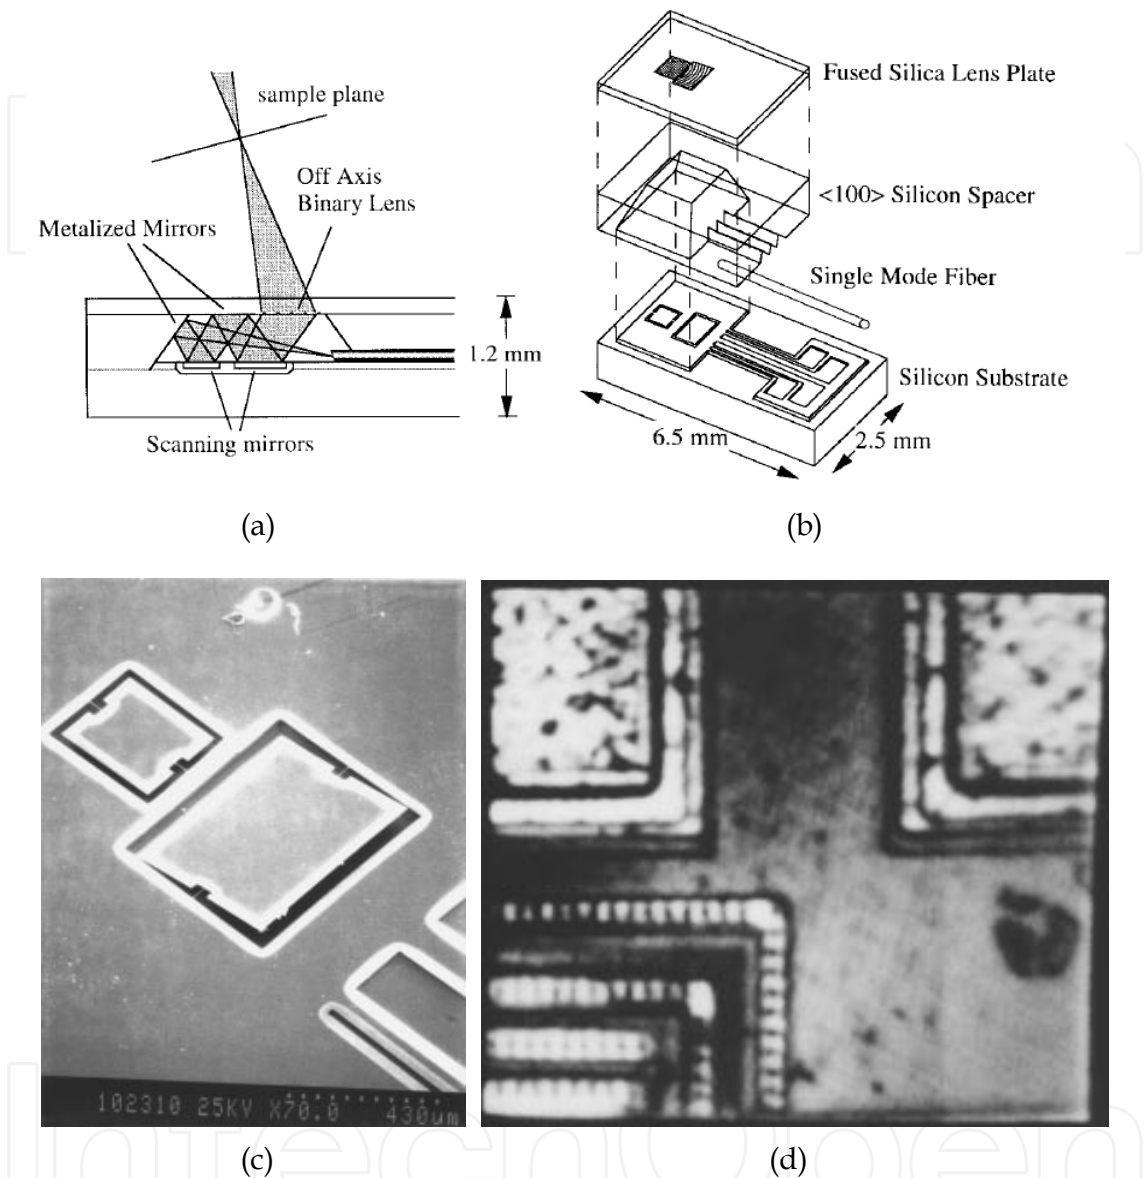 sample plane
Off Axis
Binary Lens
Metalized Mirrors
1.2 mm
Scanning mirrors
(a)
Fused Silica Lens Plate
<100> Silicon Spacer
Single Mode Fiber
Silicon Substrate
6.5 mm
2.5 mm
(b)
102310 25KV X70.0 430um
(c)
(d)
IntechOpen